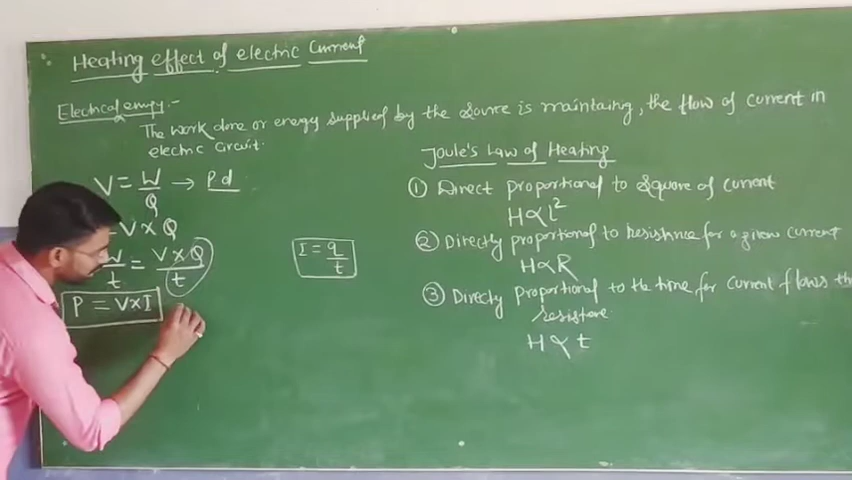 Heating effect of electric Current
Electrical energy :-
The work done or energy supplied by the source is maintaing, the flow of current in
electric circuit.
V = W/Q → Pd
= V × Q
W/t = V × Q / t
P = V×I
I = q/t
Joule's Law of Heating
① Direct proportional to square of current
H ∝ I²
② Directly proportional to resistnce for a given current
H ∝ R
③ Directly proportional to the time for current flows
resistore
H ∝ t